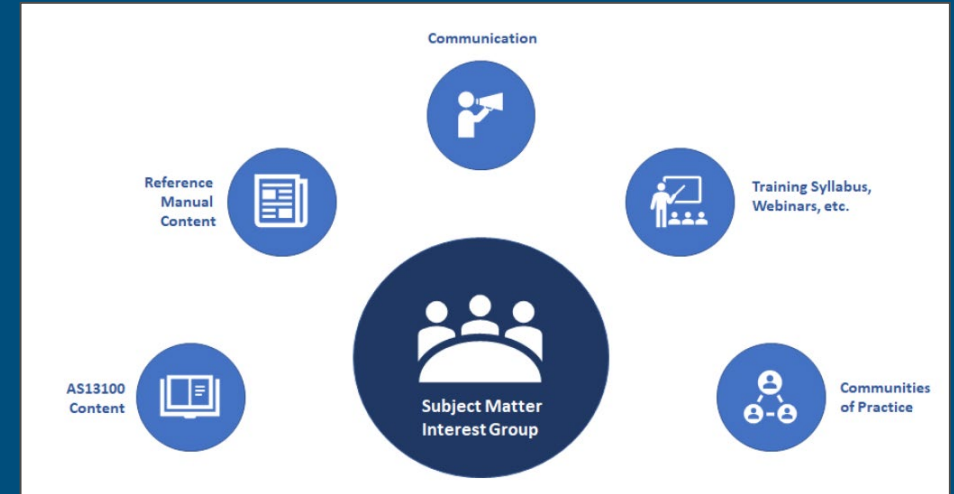 Communication
Reference
Manual
Content
Training Syllabus,
Webinars, etc.
AS13100
Content
Subject Matter
Interest Group
Communities
of Practice